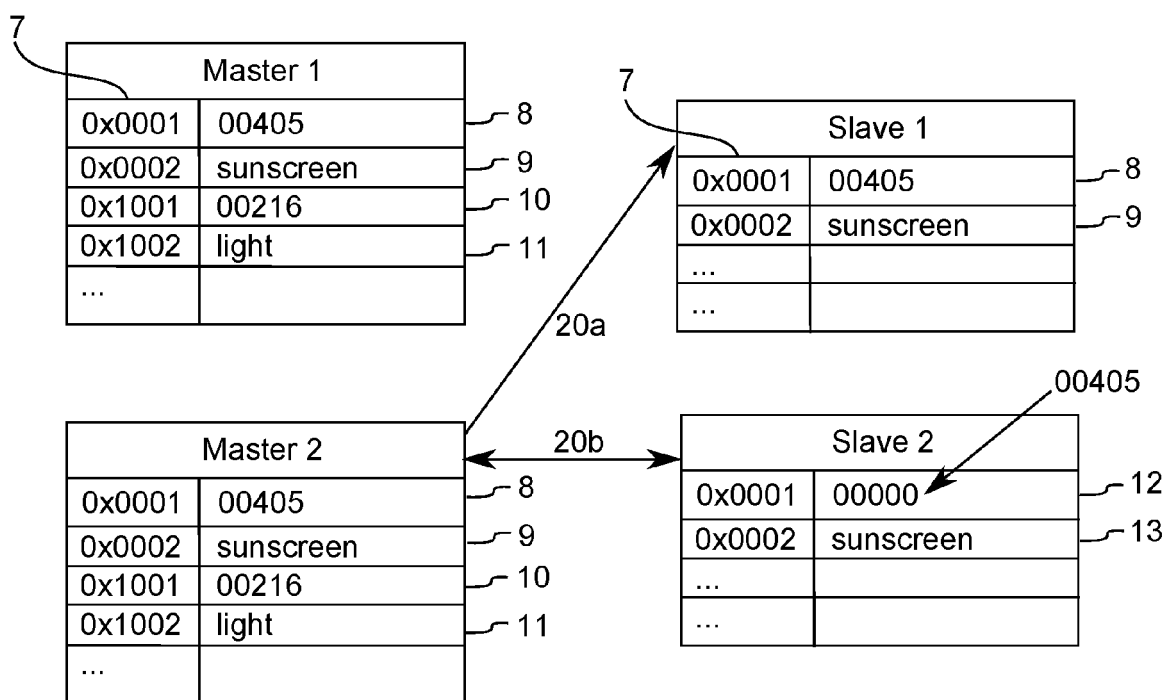 7
Master 1
0x0001 00405 8
0x0002 sunscreen 9
0x1001 00216 10
0x1002 light 11
...
7
Slave 1
0x0001 00405 8
0x0002 sunscreen 9
...
...
20a
Master 2
0x0001 00405 8
0x0002 sunscreen 9
0x1001 00216 10
0x1002 light 11
...
20b
00405
Slave 2
0x0001 00000 12
0x0002 sunscreen 13
...
...